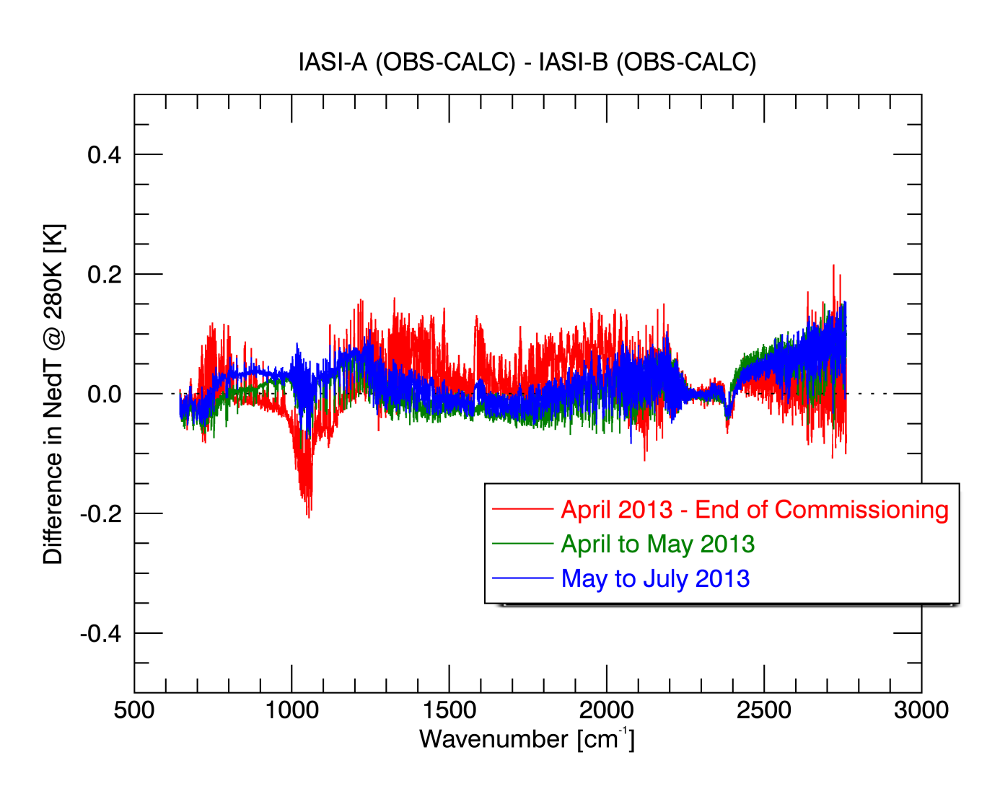 IASI-A (OBS-CALC) - IASI-B (OBS-CALC)
Difference in NedT @ 280K [K]
0.4
0.2
0.0
-0.2
-0.4
April 2013 - End of Commissioning
April to May 2013
May to July 2013
500 1000 1500 2000 2500 3000
Wavenumber [cm⁻¹]